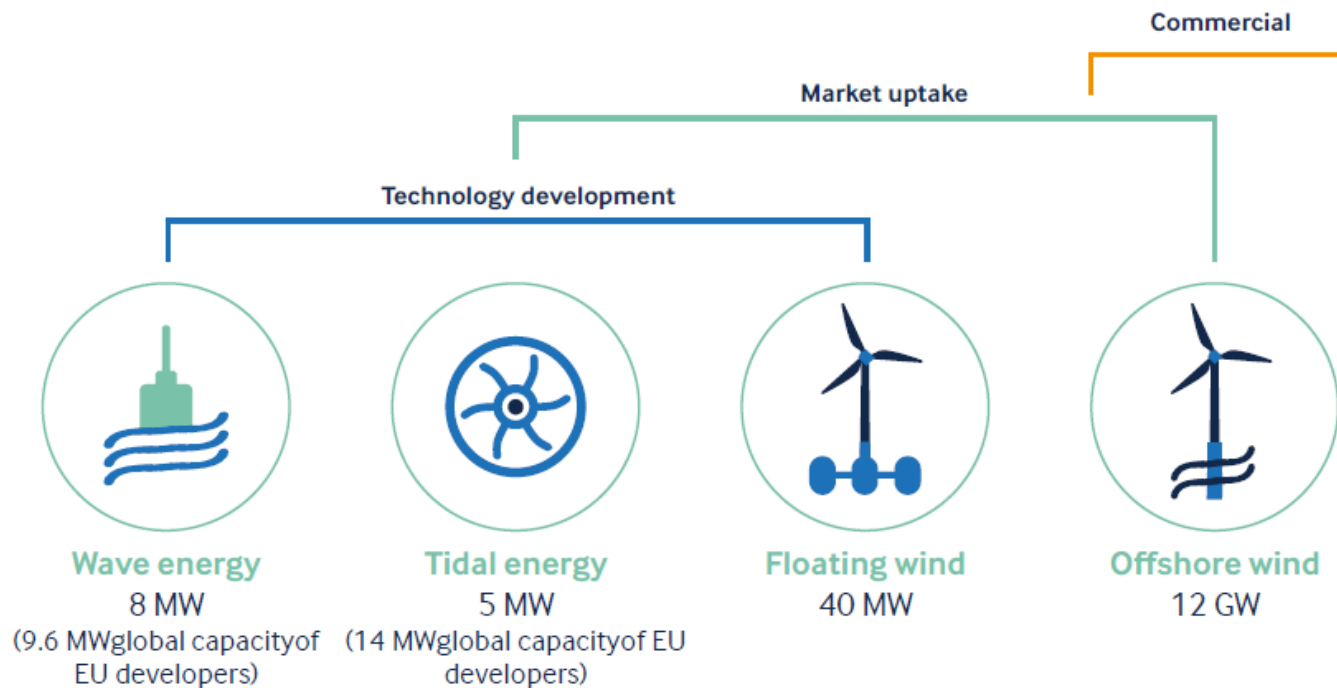 Commercial
Market uptake
Technology development
Wave energy
8 MW
(9.6 MWglobal capacityof
EU developers)
Tidal energy
5 MW
(14 MWglobal capacityof EU
developers)
Floating wind
40 MW
Offshore wind
12 GW